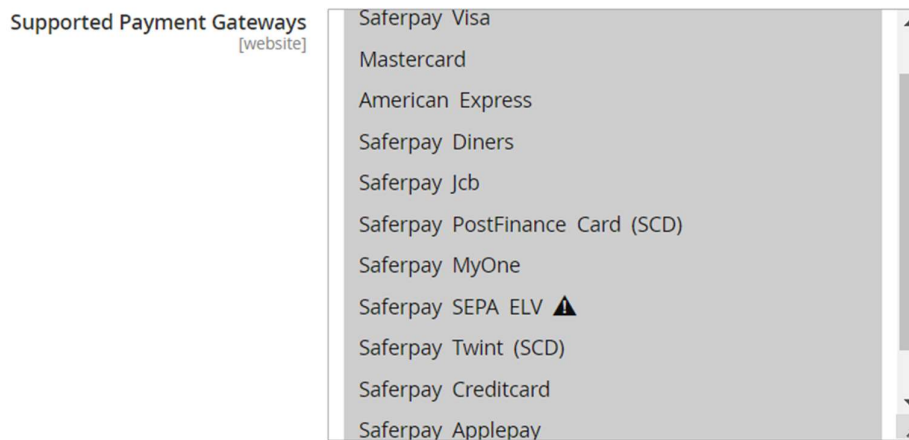 Supported Payment Gateways
[website]
Saferpay Visa
Mastercard
American Express
Saferpay Diners
Saferpay Jcb
Saferpay PostFinance Card (SCD)
Saferpay MyOne
Saferpay SEPA ELV ⚠
Saferpay Twint (SCD)
Saferpay Creditcard
Saferpay Applepay